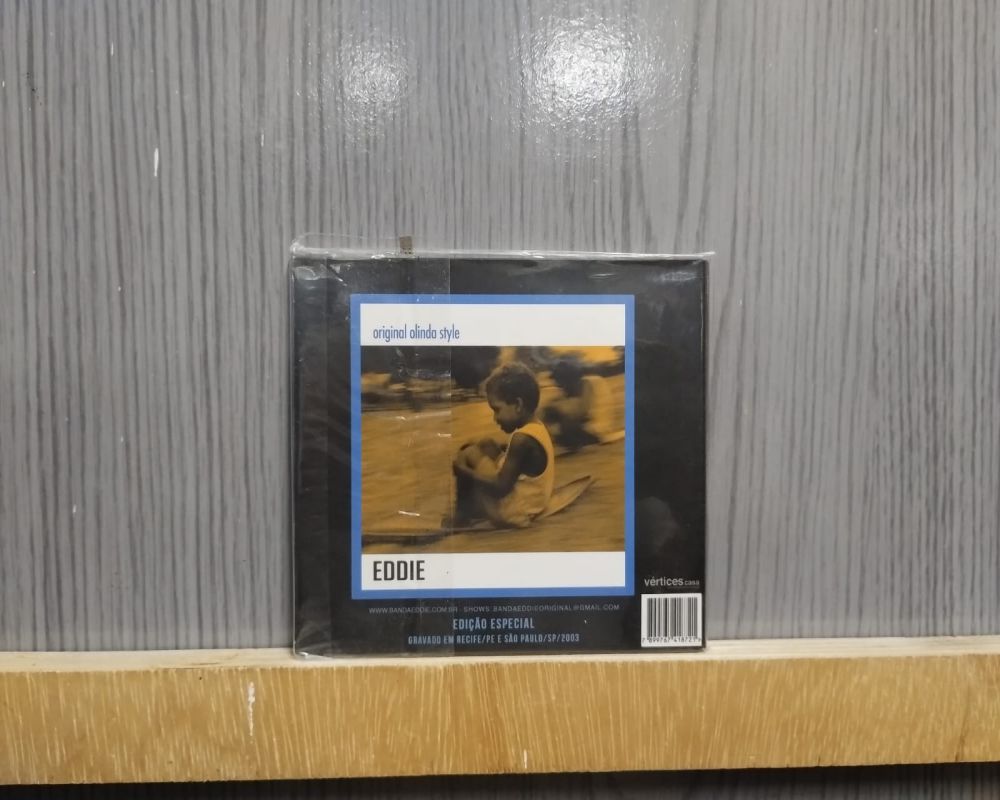 original olinda style
EDDIE
vértices casa
WWW.BANDAEDDIE.COM.BR - SHOWS: BANDAEDDIEORIGINAL@GMAIL.COM
EDIÇÃO ESPECIAL
GRAVADO EM RECIFE/PE E SÃO PAULO/SP/2003